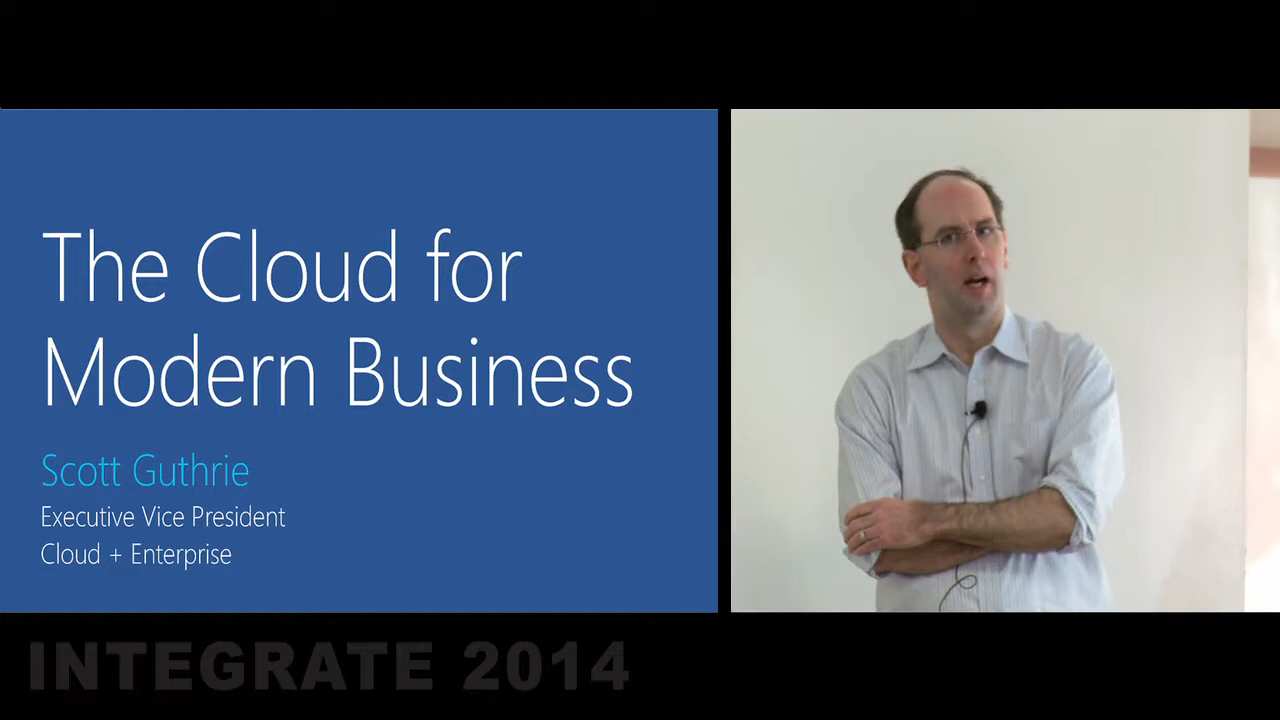 The Cloud for
Modern Business
Scott Guthrie
Executive Vice President
Cloud + Enterprise
INTEGRATE 2014